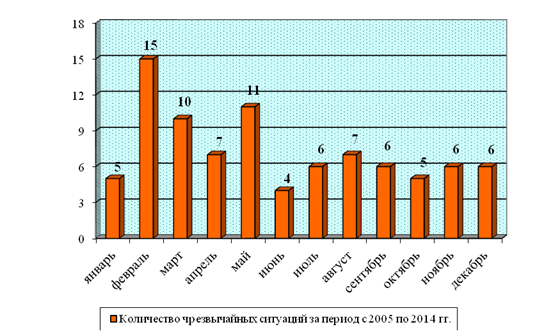 18
15
12
9
6
3
0
5
15
10
7
11
4
6
7
6
5
6
6
январь
февраль
март
апрель
май
июнь
июль
август
сентябрь
октябрь
ноябрь
декабрь
Количество чрезвычайных ситуаций за период с 2005 по 2014 гг.